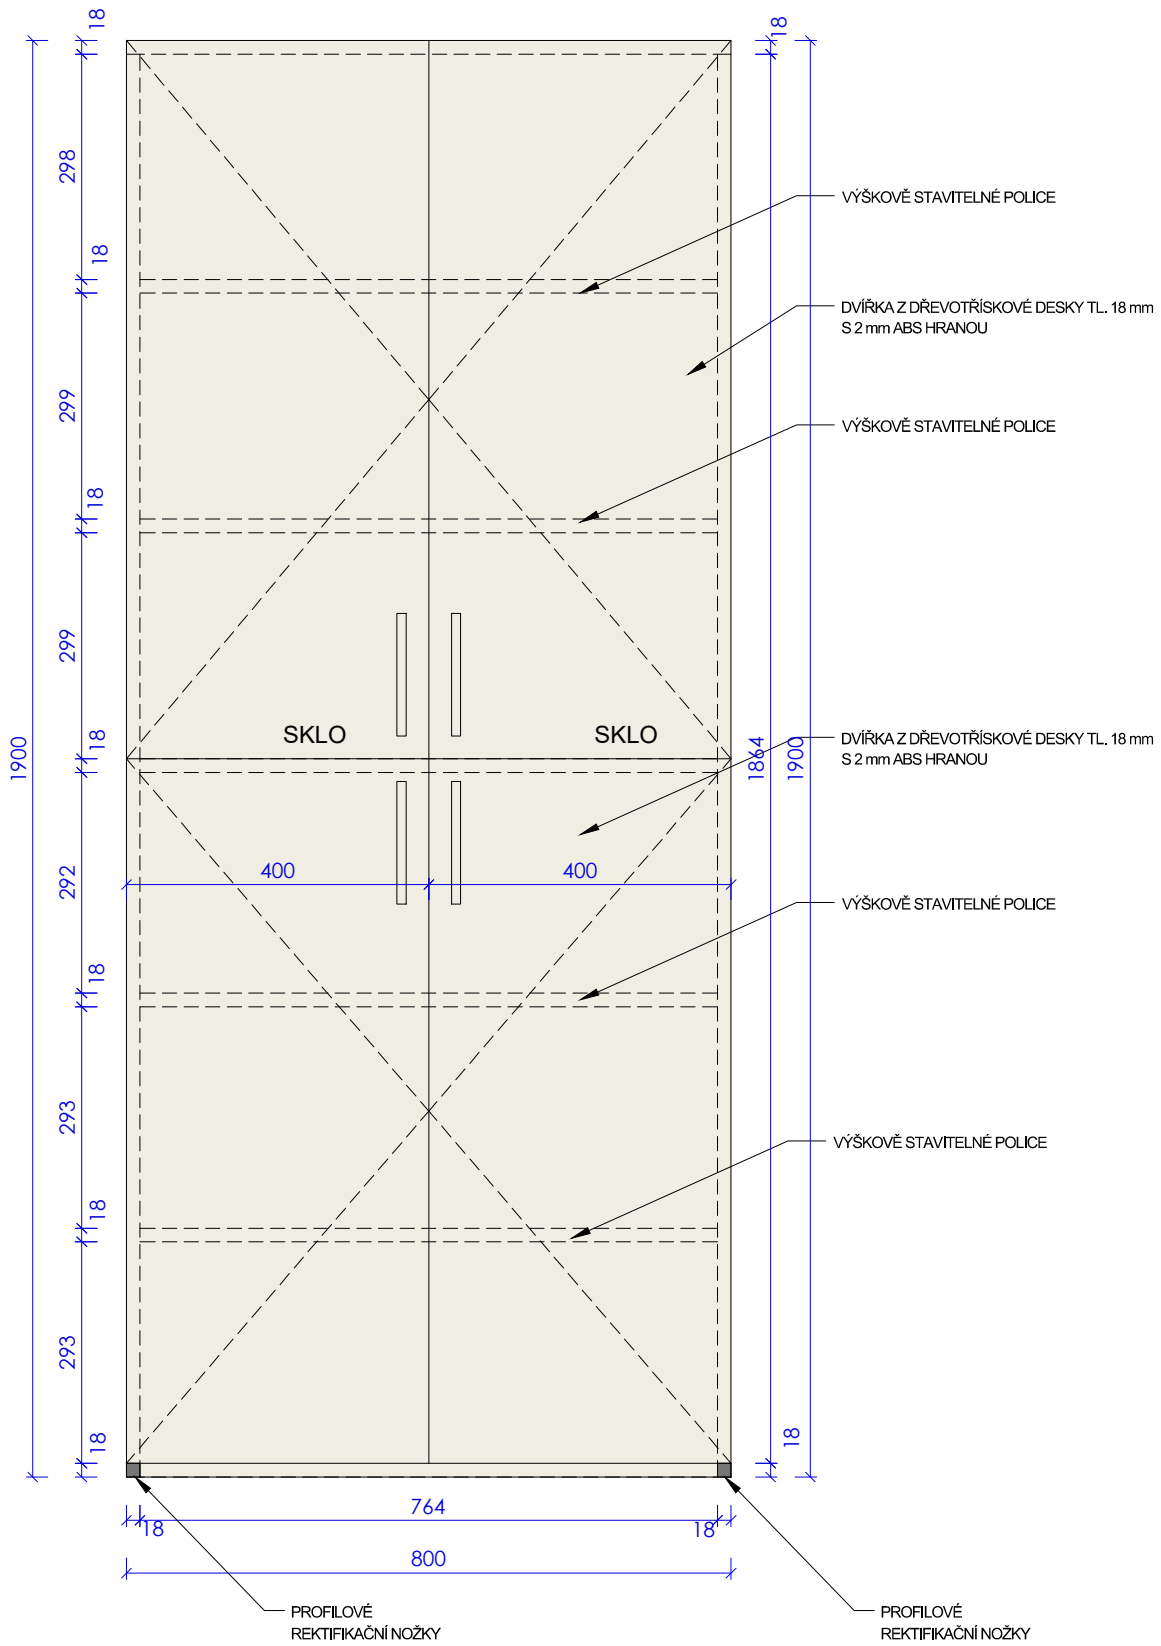 18
18
298
VÝŠKOVĚ STAVITELNÉ POLICE
18
DVÍŘKA Z DŘEVOTŘÍSKOVÉ DESKY TL. 18 mm
S 2 mm ABS HRANOU
299
VÝŠKOVĚ STAVITELNÉ POLICE
18
299
SKLO
SKLO
18
1900
1864
1900
DVÍŘKA Z DŘEVOTŘÍSKOVÉ DESKY TL. 18 mm
S 2 mm ABS HRANOU
400
400
292
VÝŠKOVĚ STAVITELNÉ POLICE
18
293
VÝŠKOVĚ STAVITELNÉ POLICE
18
293
18
18
764
18
18
800
PROFILOVÉ
REKTIFIKAČNÍ NOŽKY
PROFILOVÉ
REKTIFIKAČNÍ NOŽKY